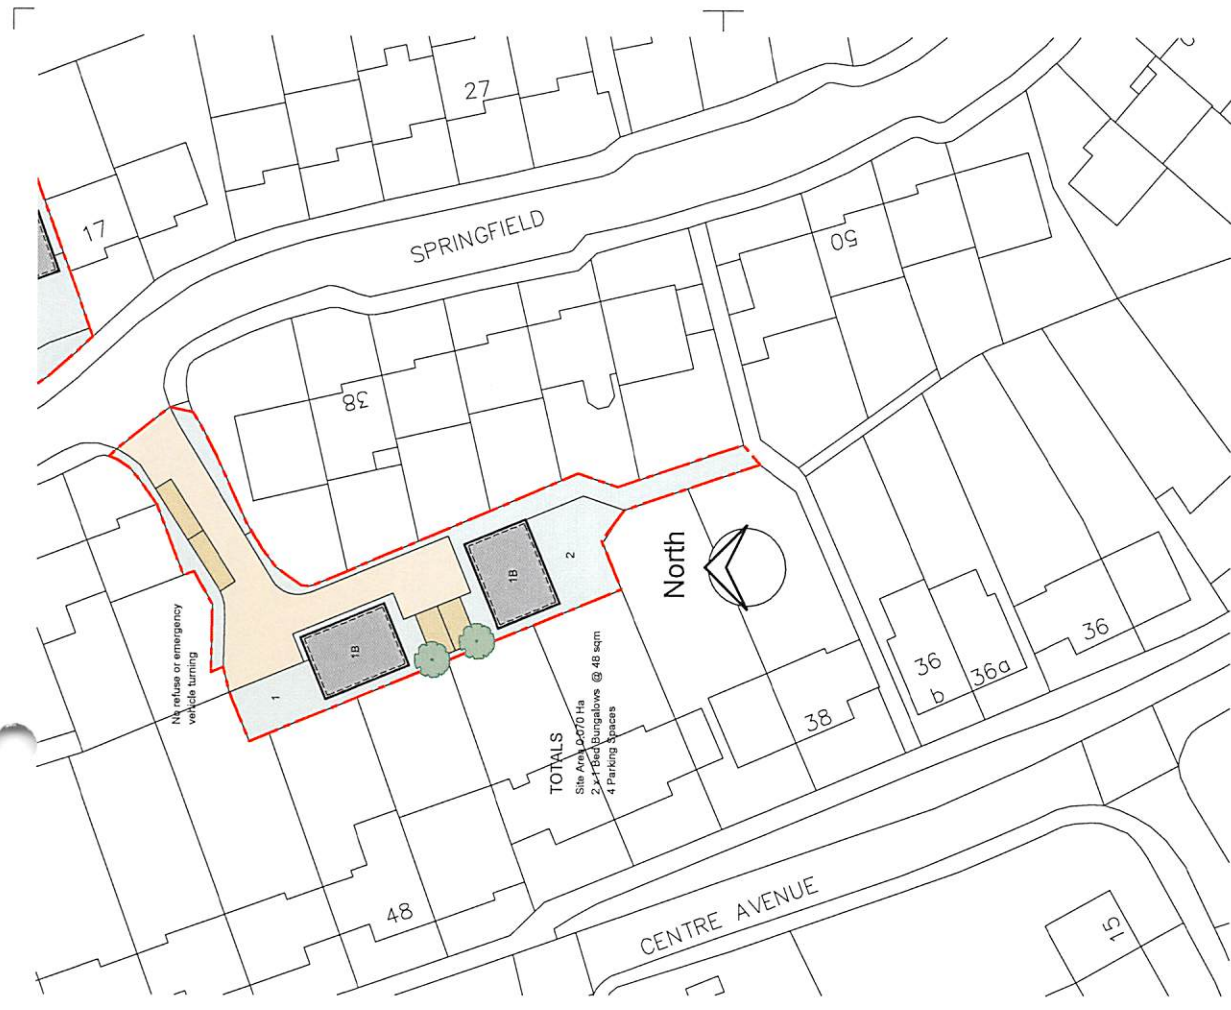 27
17
SPRINGFIELD
50
38
North
No refuse or emergency
vehicle turning
1
1B
1B
2
TOTALS
Site Area 0.070 Ha
2 x 1 Bed Bungalows @ 48 sqm
4 Parking Spaces
36
b
36a
36
38
48
CENTRE AVENUE
15